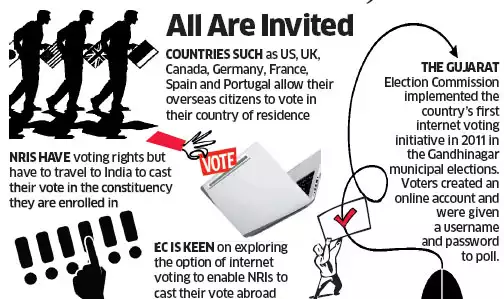 All Are Invited
COUNTRIES SUCH as US, UK,
Canada, Germany, France,
Spain and Portugal allow their
overseas citizens to vote in
their country of residence
NRIS HAVE voting rights but
have to travel to India to cast
their vote in the constituency
they are enrolled in
VOTE
EC IS KEEN on exploring
the option of internet
voting to enable NRIs to
cast their vote abroad
THE GUJARAT
Election Commission
implemented the
country's first
internet voting
initiative in 2011 in
the Gandhinagar
municipal elections.
Voters created an
online account and
were given
a username
and password
to poll.